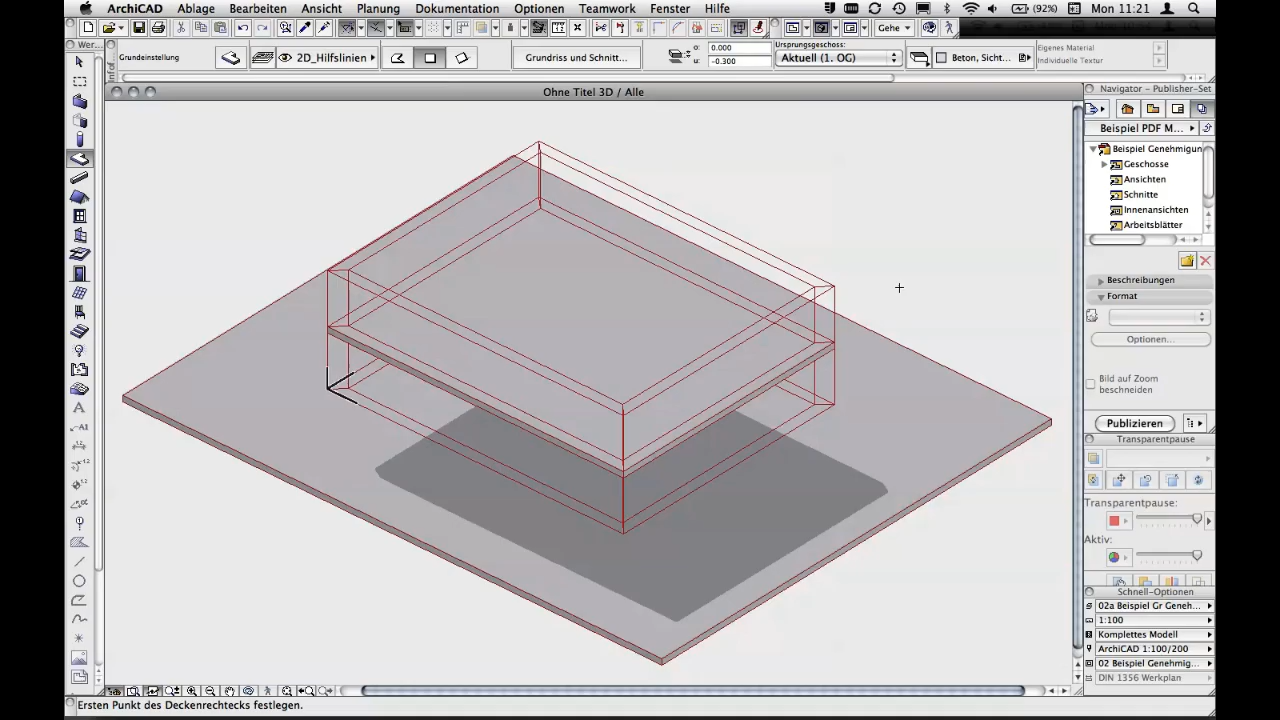 ArchiCAD Ablage Bearbeiten Ansicht Planung Dokumentation Optionen Teamwork Fenster Hilfe (92%) Mon 11:21
Gehe
Wer...
Grundeinstellung
2D_Hilfslinien
Grundriss und Schnitt...
o: 0.000
u: -0.300
Ursprungsgeschoss:
Aktuell (1. OG)
Beton, Sicht...
Eigenes Material
Individuelle Textur
Ohne Titel 3D / Alle
Navigator - Publisher-Set
Beispiel PDF M...
Beispiel Genehmigun
Geschosse
Ansichten
Schnitte
Innenansichten
Arbeitsblätter
Beschreibungen
Format
Optionen...
Bild auf Zoom
beschneiden
Publizieren
Transparentpause
Transparentpause:
Aktiv:
Schnell-Optionen
02a Beispiel Gr Geneh...
1:100
Komplettes Modell
ArchiCAD 1:100/200
02 Beispiel Genehmig...
DIN 1356 Werkplan
Ersten Punkt des Deckenrechtecks festlegen.